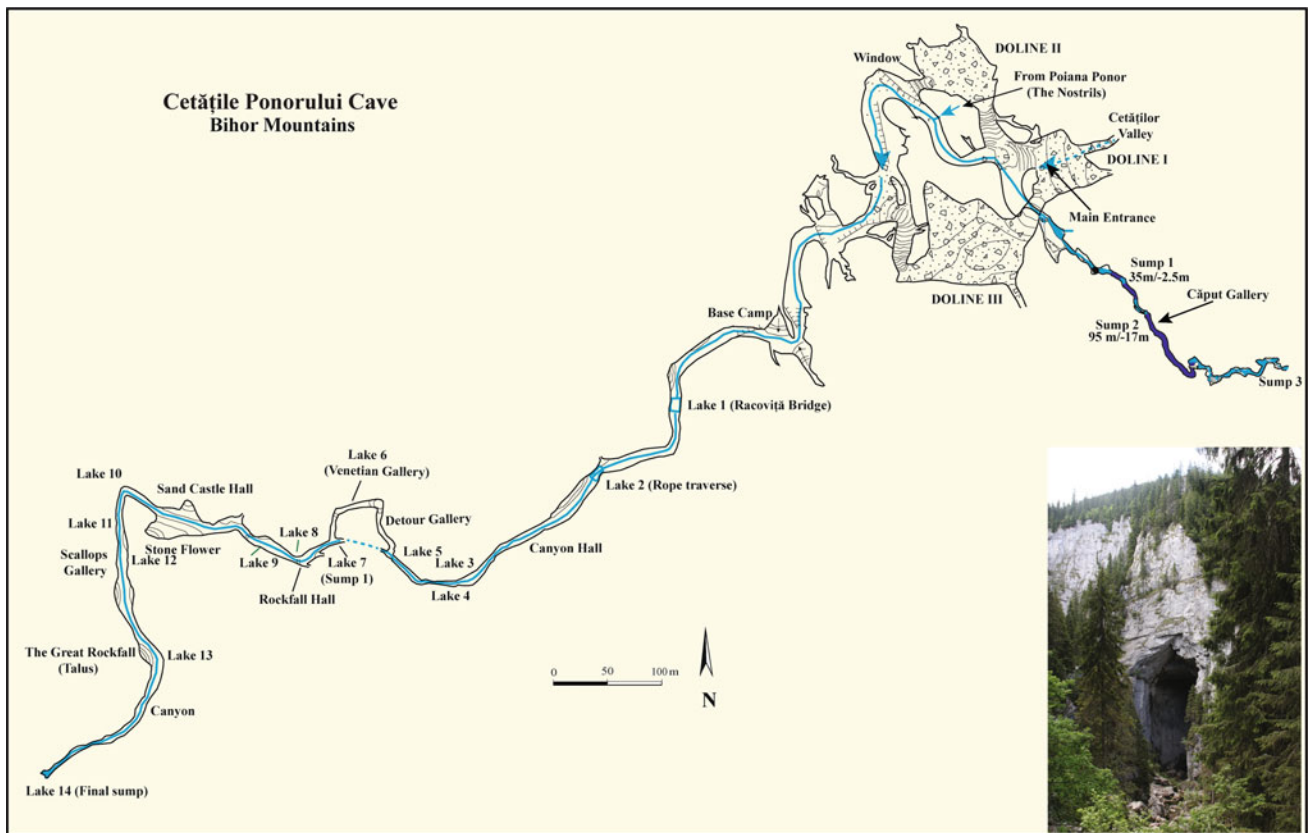 Cetățile Ponorului Cave
Bihor Mountains
DOLINE II
Window
From Poiana Ponor
(The Nostrils)
Cetăților
Valley
DOLINE I
Main Entrance
Sump 1
35m/-2.5m
Căput Gallery
DOLINE III
Sump 2
95 m/-17m
Sump 3
Base Camp
Lake 1 (Racoviță Bridge)
Lake 2 (Rope traverse)
Canyon Hall
Lake 6
(Venetian Gallery)
Detour Gallery
Lake 5
Lake 3
Lake 4
Lake 7
(Sump 1)
Lake 8
Rockfall Hall
Lake 9
Sand Castle Hall
Stone Flower
Lake 10
Lake 11
Lake 12
Scallops
Gallery
Lake 13
The Great Rockfall
(Talus)
Canyon
Lake 14 (Final sump)
0 50 100 m
N